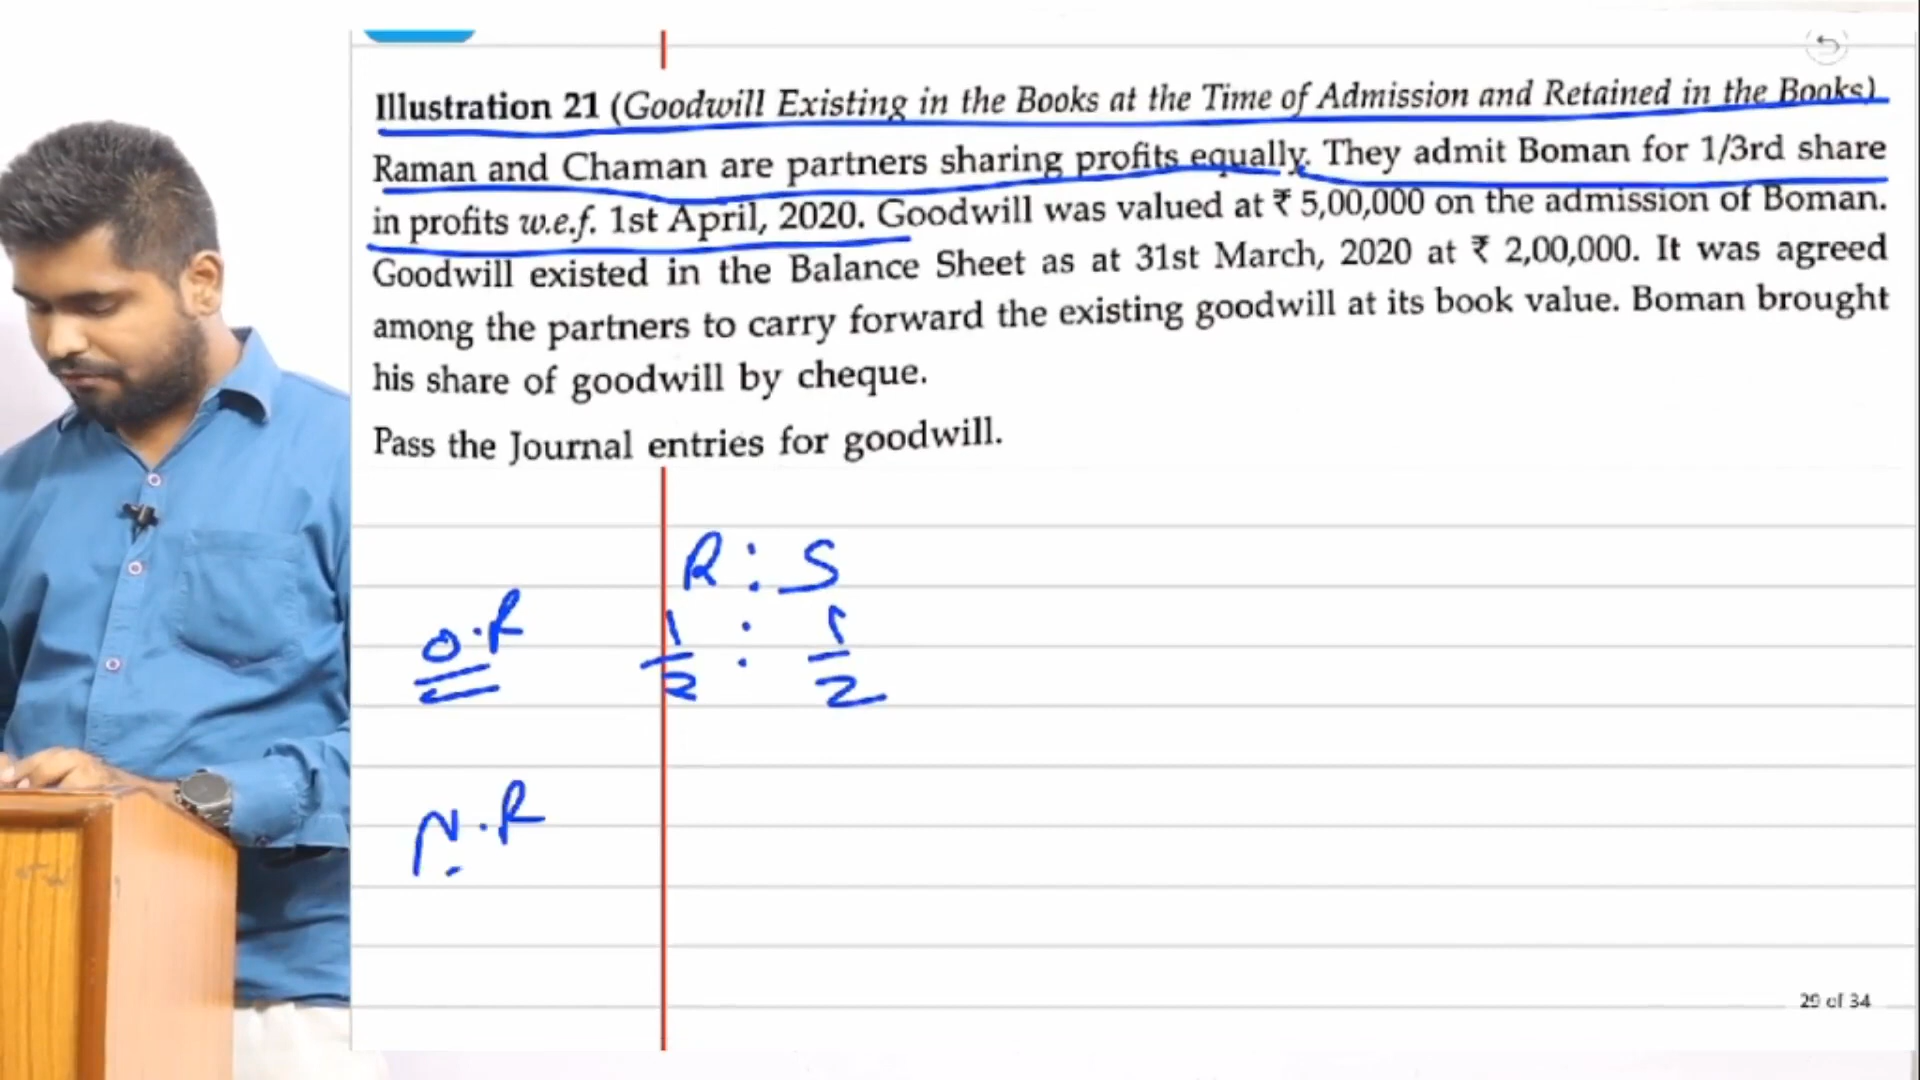 Illustration 21 (Goodwill Existing in the Books at the Time of Admission and Retained in the Books)
Raman and Chaman are partners sharing profits equally. They admit Boman for 1/3rd share
in profits w.e.f. 1st April, 2020. Goodwill was valued at ₹ 5,00,000 on the admission of Boman.
Goodwill existed in the Balance Sheet as at 31st March, 2020 at ₹ 2,00,000. It was agreed
among the partners to carry forward the existing goodwill at its book value. Boman brought
his share of goodwill by cheque.
Pass the Journal entries for goodwill.
R : S
O.R 1/2 : 1/2
N.R
29 of 34